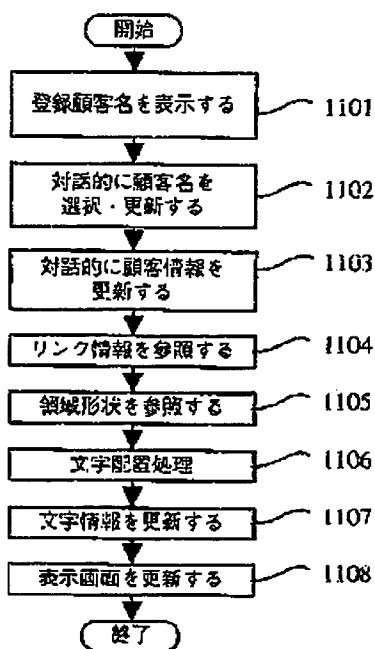 開始
登録顧客名を表示する
1101
対話的に顧客名を
選択・更新する
1102
対話的に顧客情報を
更新する
1103
リンク情報を参照する
1104
領域形状を参照する
1105
文字配置処理
1106
文字情報を更新する
1107
表示画面を更新する
1108
終了